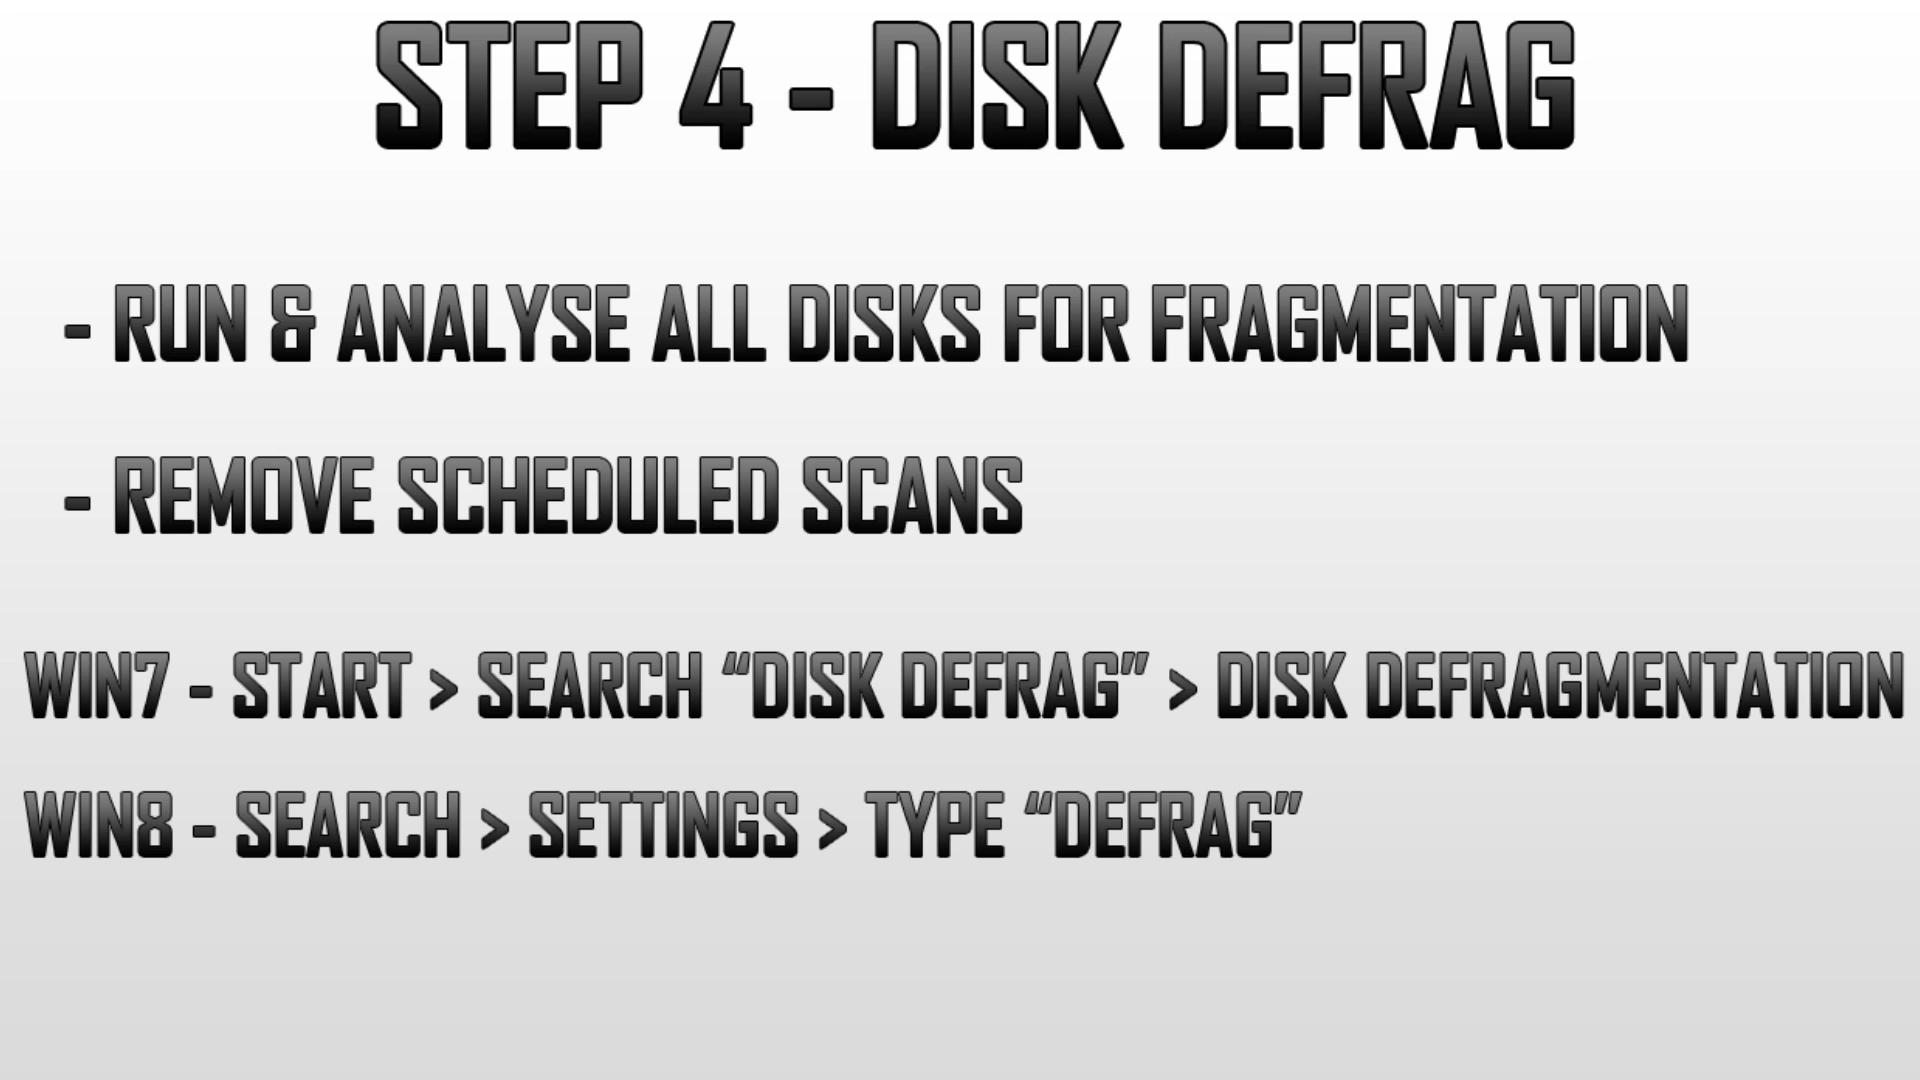 STEP 4 - DISK DEFRAG
- RUN & ANALYSE ALL DISKS FOR FRAGMENTATION
- REMOVE SCHEDULED SCANS
WIN7 - START > SEARCH “DISK DEFRAG” > DISK DEFRAGMENTATION
WIN8 - SEARCH > SETTINGS > TYPE “DEFRAG”